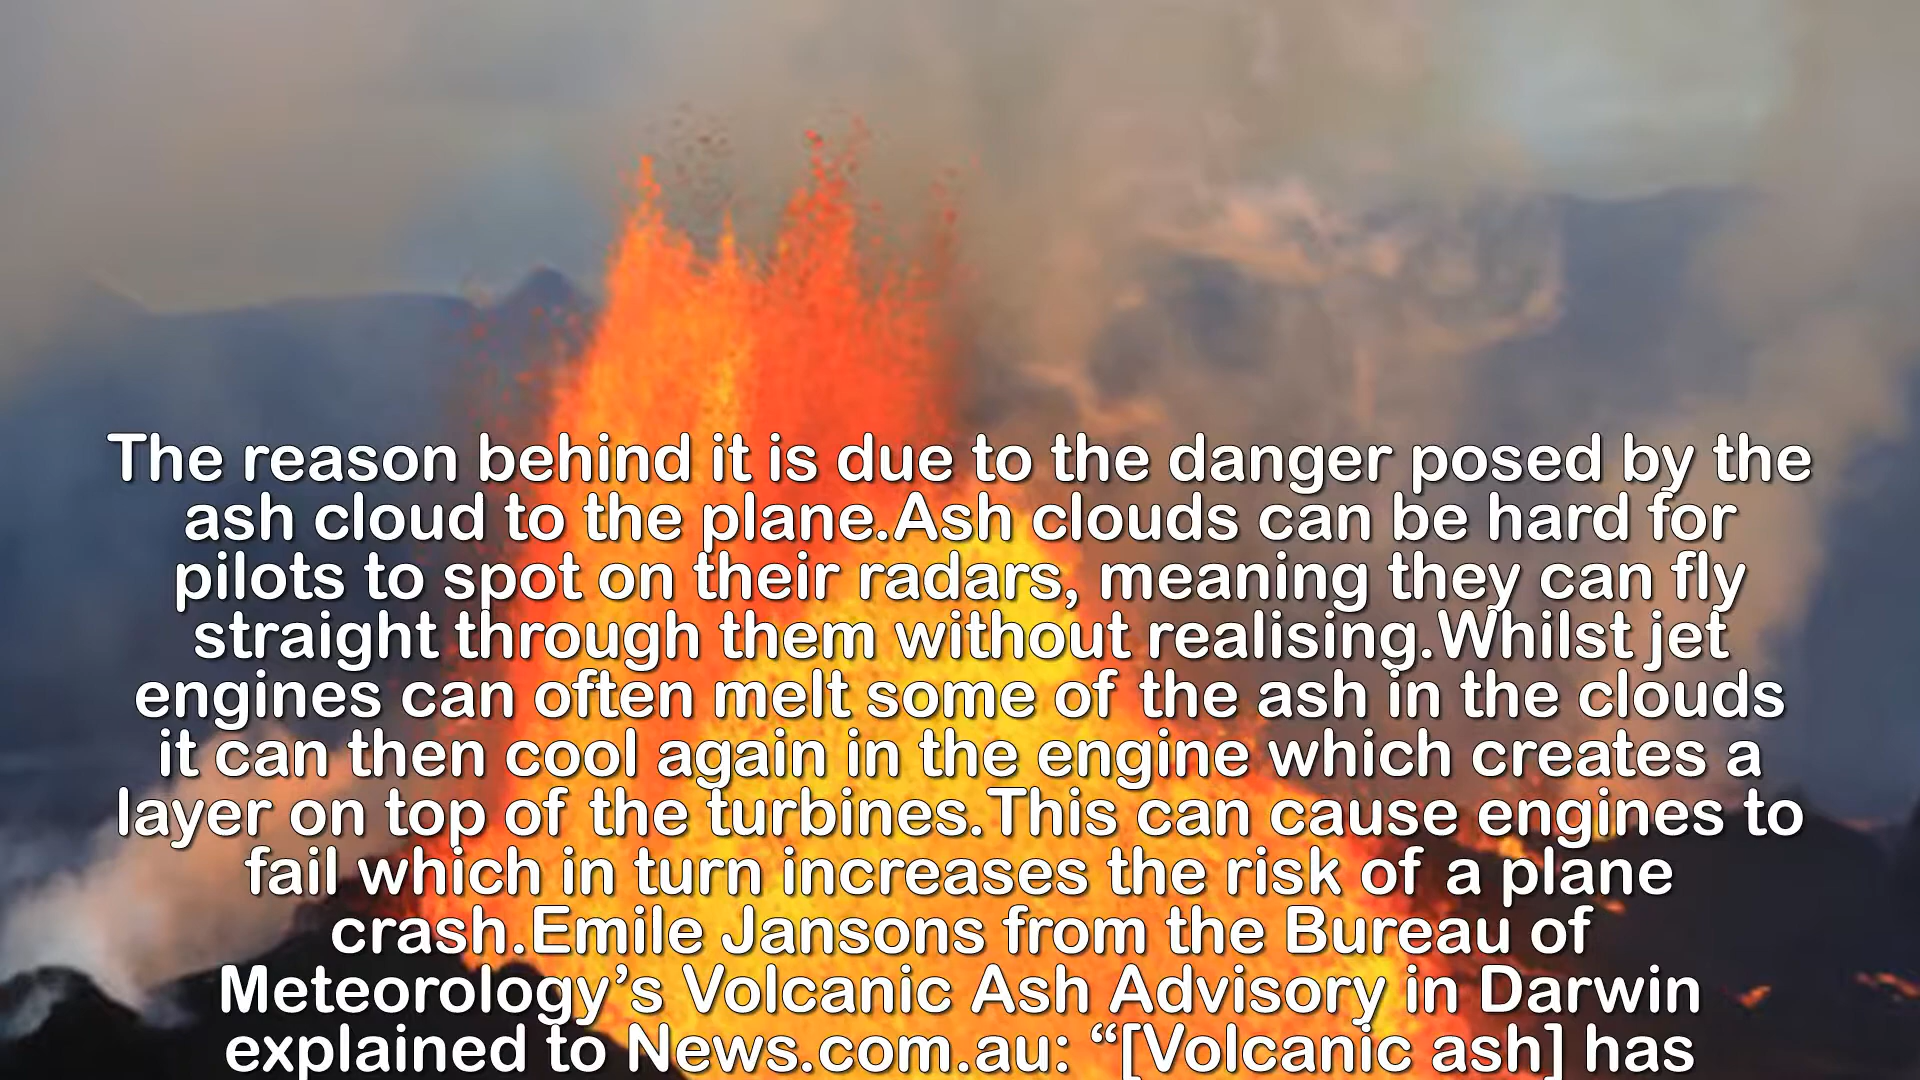 The reason behind it is due to the danger posed by the
ash cloud to the plane.Ash clouds can be hard for
pilots to spot on their radars, meaning they can fly
straight through them without realising.Whilst jet
engines can often melt some of the ash in the clouds
it can then cool again in the engine which creates a
layer on top of the turbines.This can cause engines to
fail which in turn increases the risk of a plane
crash.Emile Jansons from the Bureau of
Meteorology’s Volcanic Ash Advisory in Darwin
explained to News.com.au: “[Volcanic ash] has